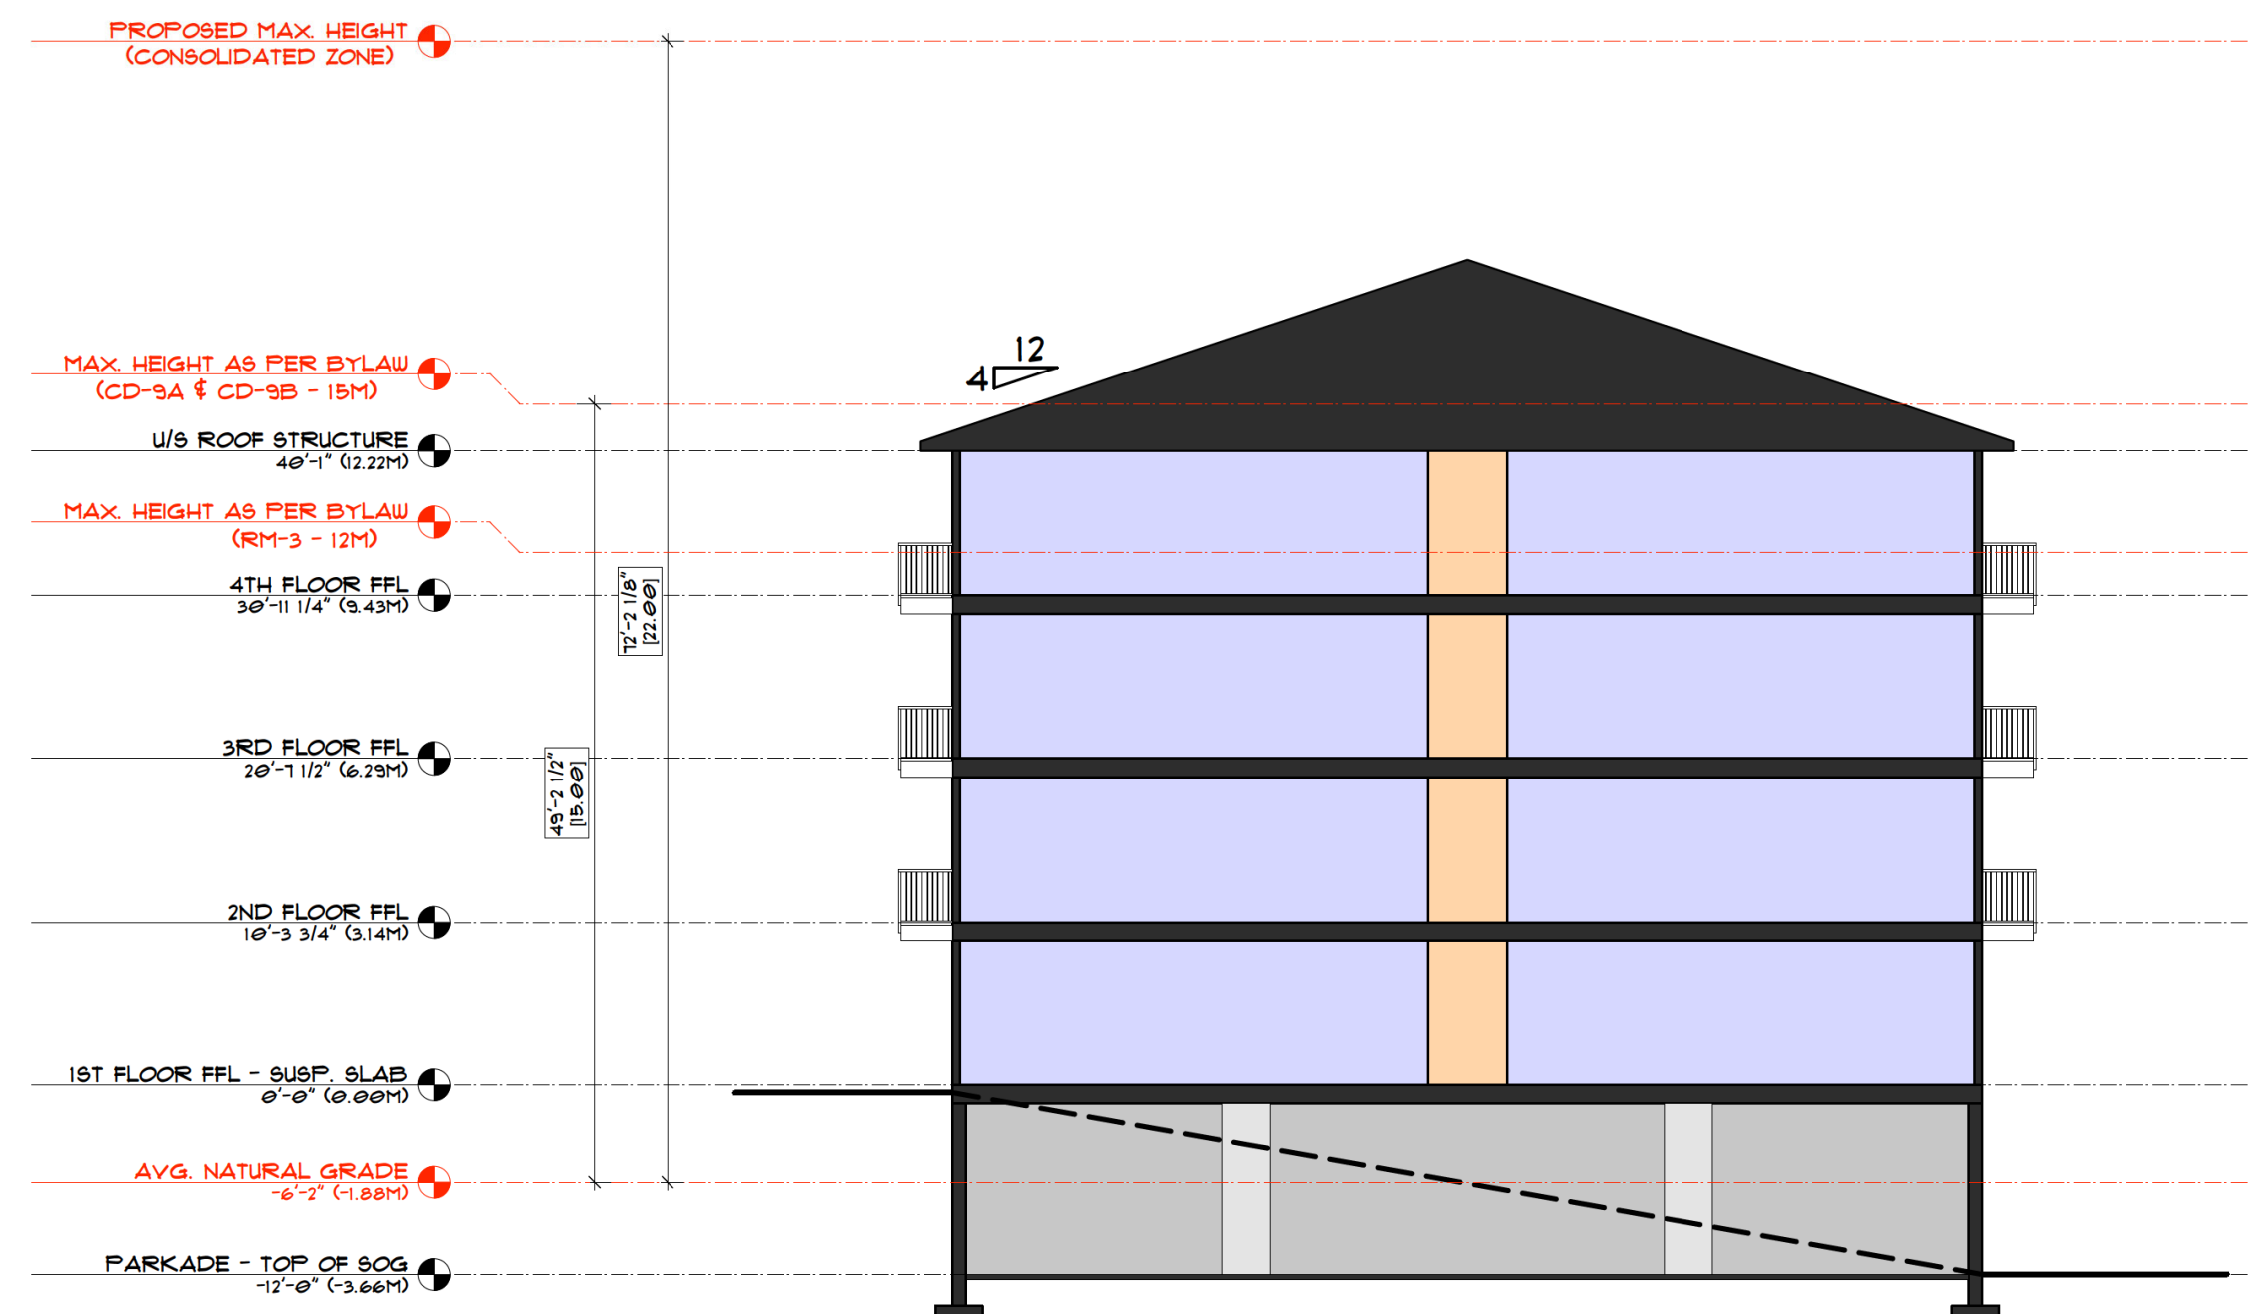 PROPOSED MAX. HEIGHT
(CONSOLIDATED ZONE)
12
4
MAX. HEIGHT AS PER BYLAW
(CD-9A & CD-9B - 15M)
U/S ROOF STRUCTURE
40'-1" (12.22M)
MAX. HEIGHT AS PER BYLAW
(RM-3 - 12M)
4TH FLOOR FFL
30'-11 1/4" (9.43M)
72'-2 1/8"
[22.00]
3RD FLOOR FFL
20'-7 1/2" (6.29M)
49'-2 1/2"
[15.00]
2ND FLOOR FFL
10'-3 3/4" (3.14M)
1ST FLOOR FFL - SUSP. SLAB
0'-0" (0.00M)
AVG. NATURAL GRADE
-6'-2" (-1.88M)
PARKADE - TOP OF SOG
-12'-0" (-3.66M)